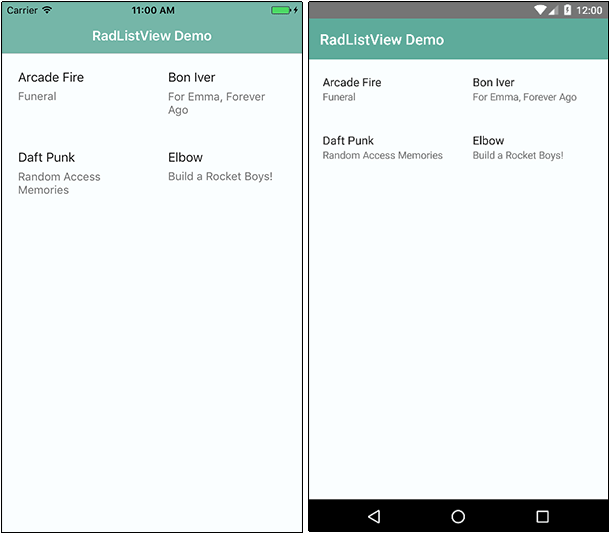 Carrier 11:00 AM
RadListView Demo
Arcade Fire
Funeral
Bon Iver
For Emma, Forever
Ago
Daft Punk
Random Access
Memories
Elbow
Build a Rocket Boys!
12:00
RadListView Demo
Arcade Fire
Funeral
Bon Iver
For Emma, Forever Ago
Daft Punk
Random Access Memories
Elbow
Build a Rocket Boys!